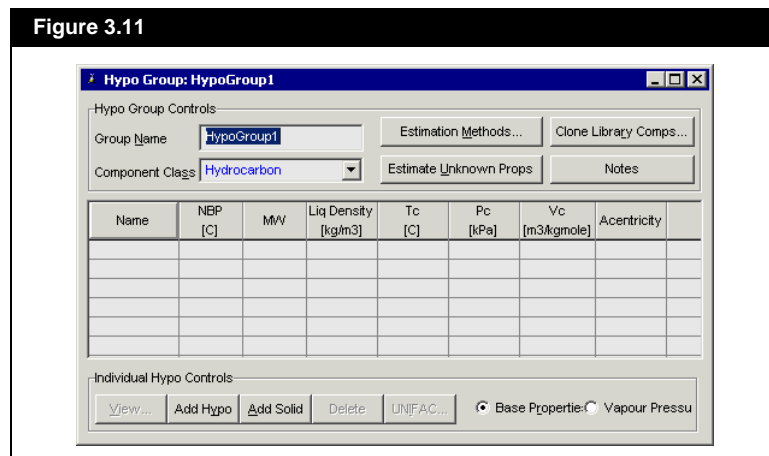 Figure 3.11
Hypo Group: HypoGroup1
Hypo Group Controls
Group Name HypoGroup1 Estimation Methods... Clone Library Comps...
Component Class Hydrocarbon Estimate Unknown Props Notes
Name NBP [C] MW Liq Density [kg/m3] Tc [C] Pc [kPa] Vc [m3/kgmole] Acentricity
Individual Hypo Controls
View... Add Hypo Add Solid Delete UNIFAC... Base Propertie: Vapour Pressu